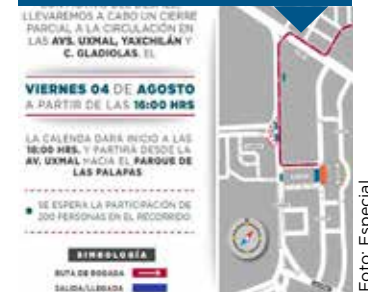 LLEVAREMOS A CABO UN CIERRE
PARCIAL A LA CIRCULACIÓN EN
LAS AVS. UXMAL, YAXCHILÁN Y
C. GLADIOLAS. EL
VIERNES 04 DE AGOSTO
A PARTIR DE LAS 16:00 HRS
LA CALENDA DARÁ INICIO A LAS
18:00 HRS. Y PARTIRÁ DESDE LA
AV. UXMAL HACIA EL PARQUE DE
LAS PALAPAS
SE ESPERA LA PARTICIPACIÓN DE
200 PERSONAS EN EL RECORRIDO
SIMBOLOGÍA
RUTA DE RODADA
SALIDA/LLEGADA
Foto: Especial